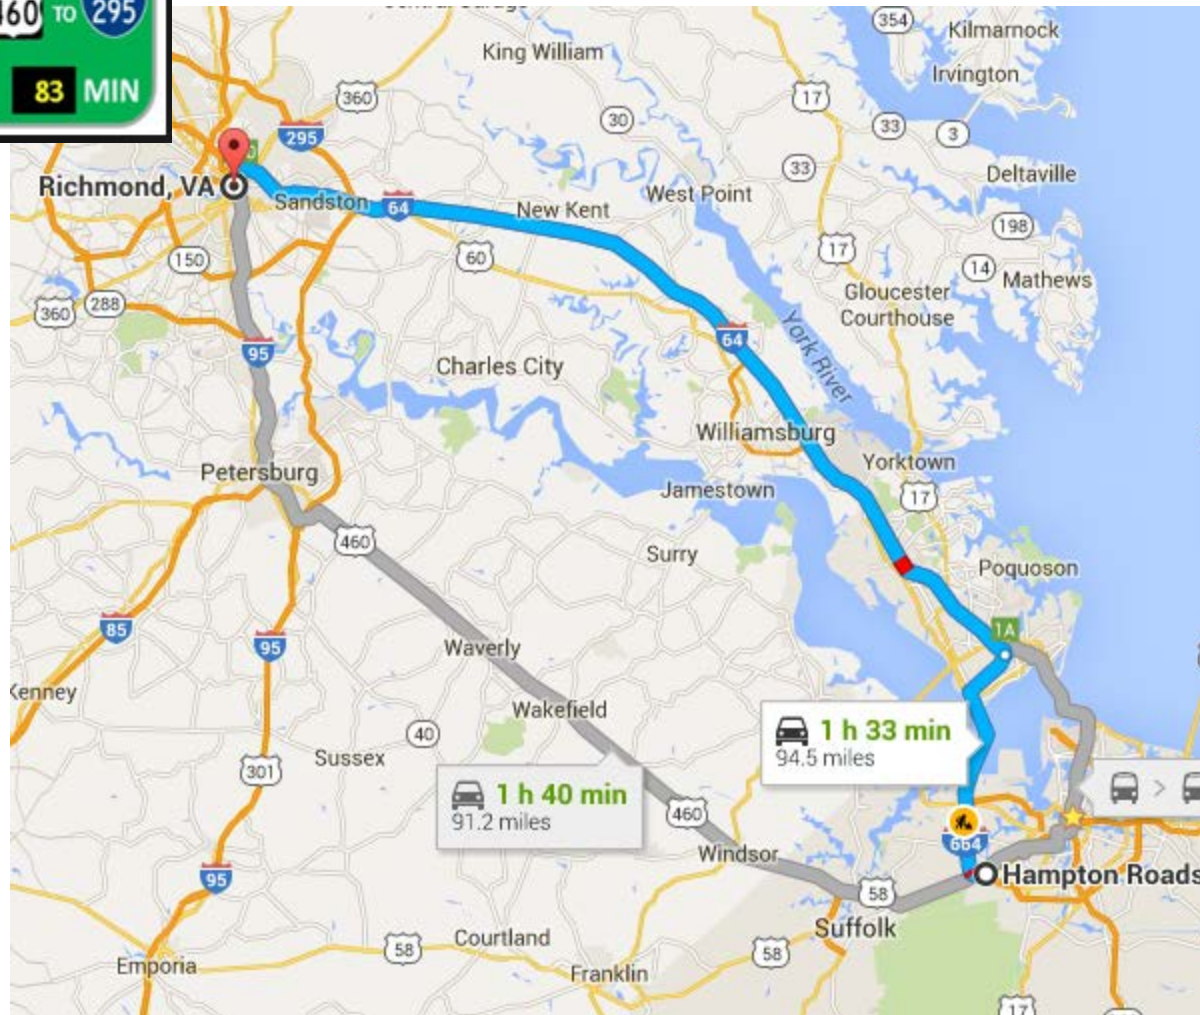 460 TO 295
83 MIN
Kilmarnock
354
King William
Irvington
360
17
30
33
3
295
33
Deltaville
Richmond, VA
Sandston
64
New Kent
West Point
198
17
150
60
14
Mathews
288
360
Gloucester
Courthouse
95
64
York River
Charles City
Williamsburg
Yorktown
Petersburg
Jamestown
17
460
Surry
Poquoson
85
1A
95
Waverly
Kenney
Wakefield
40
1 h 33 min
94.5 miles
Sussex
301
1 h 40 min
91.2 miles
460
664
Windsor
Hampton Roads
95
58
Suffolk
58
Courtland
58
Emporia
Franklin
17